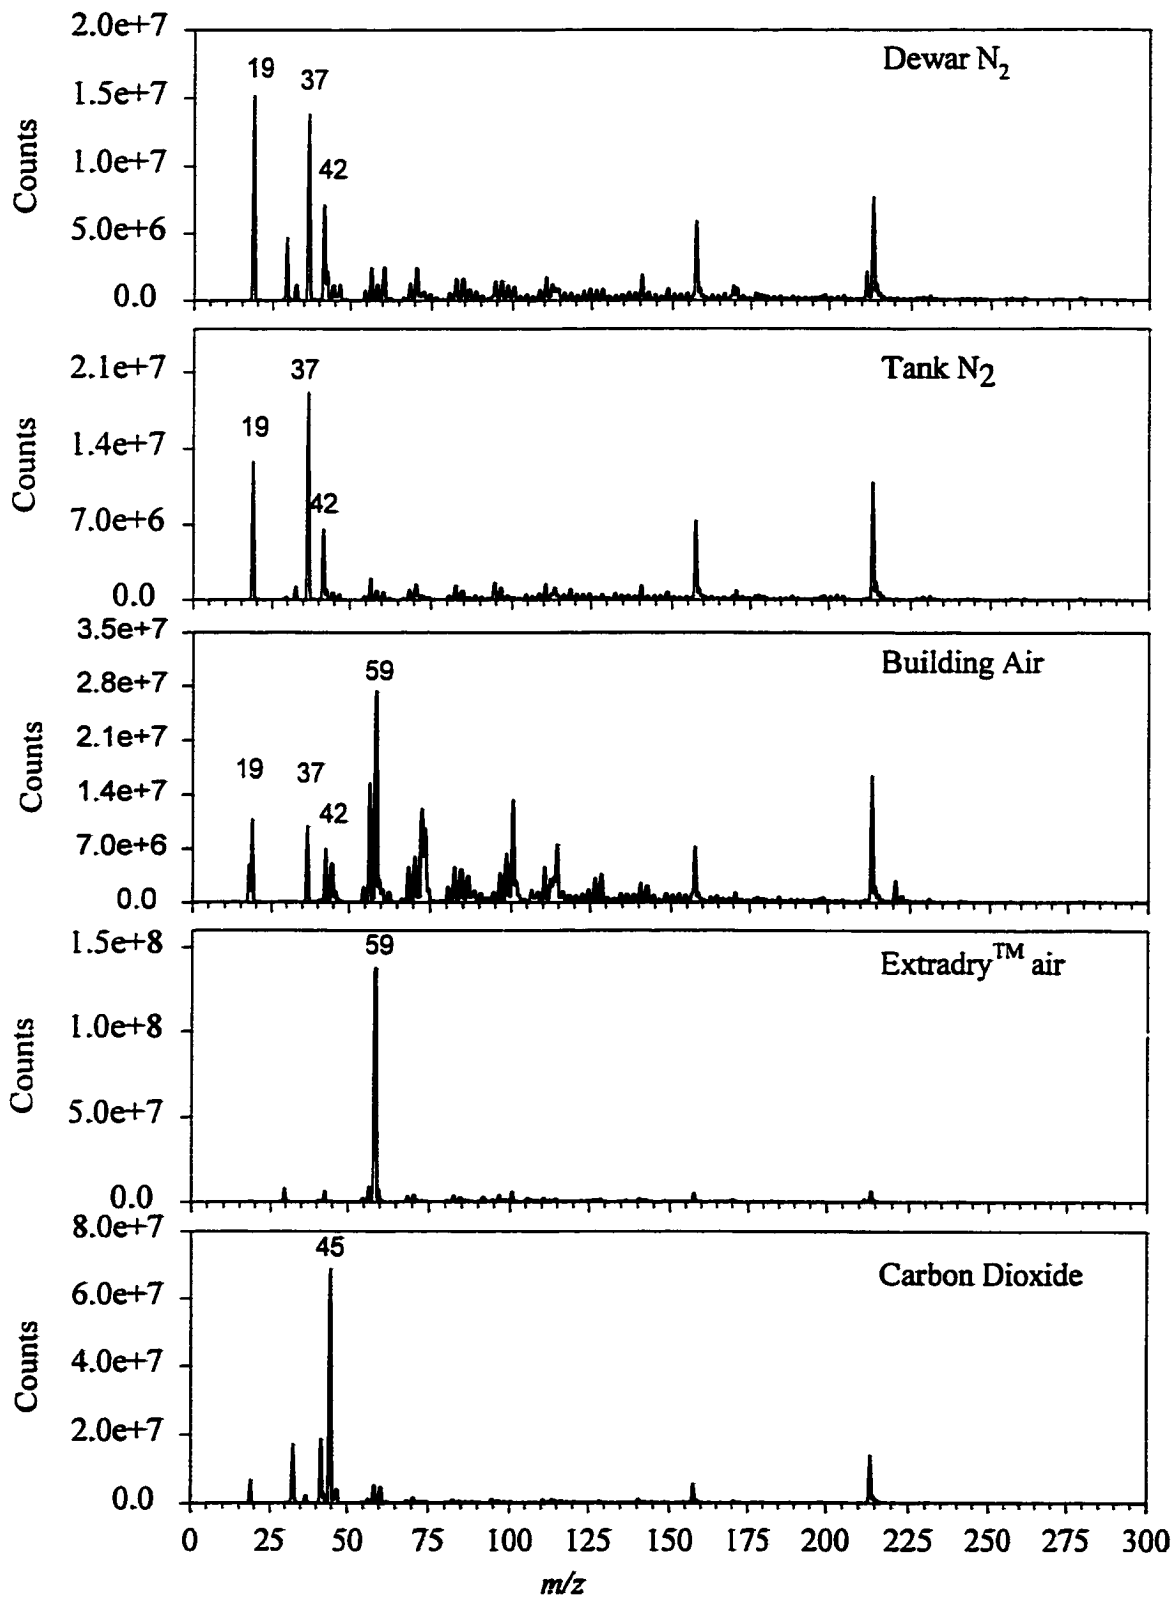 2.0e+7
19
37
Dewar N2
1.5e+7
42
1.0e+7
Counts
5.0e+6
0.0
37
Tank N2
2.1e+7
19
1.4e+7
42
Counts
7.0e+6
0.0
3.5e+7
59
Building Air
2.8e+7
2.1e+7
19
37
42
1.4e+7
Counts
7.0e+6
0.0
1.5e+8
59
Extradry™ air
1.0e+8
Counts
5.0e+7
0.0
8.0e+7
45
Carbon Dioxide
6.0e+7
4.0e+7
Counts
2.0e+7
0.0
0 25 50 75 100 125 150 175 200 225 250 275 300
m/z